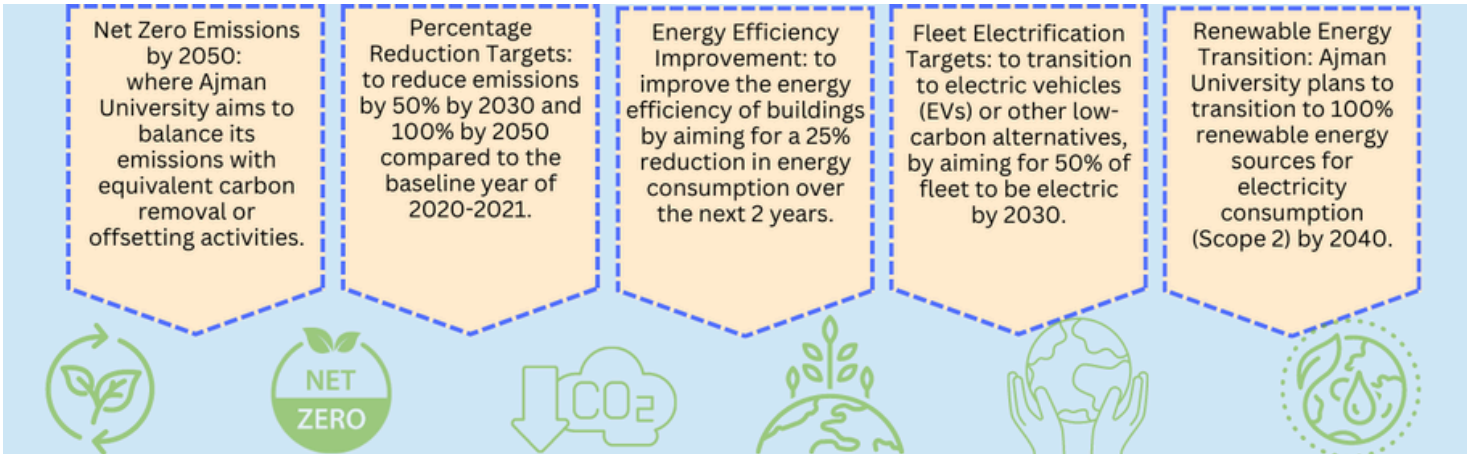 Net Zero Emissions
by 2050:
where Ajman
University aims to
balance its
emissions with
equivalent carbon
removal or
offsetting activities.
Percentage
Reduction Targets:
to reduce emissions
by 50% by 2030 and
100% by 2050
compared to the
baseline year of
2020-2021.
Energy Efficiency
Improvement: to
improve the energy
efficiency of buildings
by aiming for a 25%
reduction in energy
consumption over
the next 2 years.
Fleet Electrification
Targets: to transition
to electric vehicles
(EVs) or other low-
carbon alternatives,
by aiming for 50% of
fleet to be electric
by 2030.
Renewable Energy
Transition: Ajman
University plans to
transition to 100%
renewable energy
sources for
electricity
consumption
(Scope 2) by 2040.
NET
ZERO
CO2